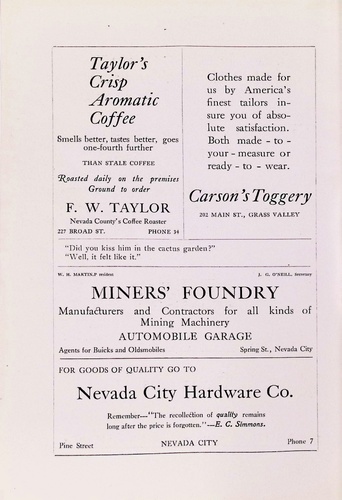 Taylor's
Crisp
Aromatic
Coffee
Smells better, tastes better, goes
one-fourth further
THAN STALE COFFEE
Roasted daily on the premises
Ground to order
F. W. TAYLOR
Nevada County's Coffee Roaster
227 BROAD ST. PHONE 34
Clothes made for
us by America's
finest tailors in-
sure you of abso-
lute satisfaction.
Both made - to -
your - measure or
ready - to - wear.
Carson's Toggery
202 MAIN ST., GRASS VALLEY
"Did you kiss him in the cactus garden?"
"Well, it felt like it."
W. H. MARTIN,P resident J. G. O'NEILL, Secretary
MINERS' FOUNDRY
Manufacturers and Contractors for all kinds of
Mining Machinery
AUTOMOBILE GARAGE
Agents for Buicks and Oldsmobiles Spring St., Nevada City
FOR GOODS OF QUALITY GO TO
Nevada City Hardware Co.
Remember—"The recollection of quality remains
long after the price is forgotten."—E. C. Simmons.
Pine Street NEVADA CITY Phone 7